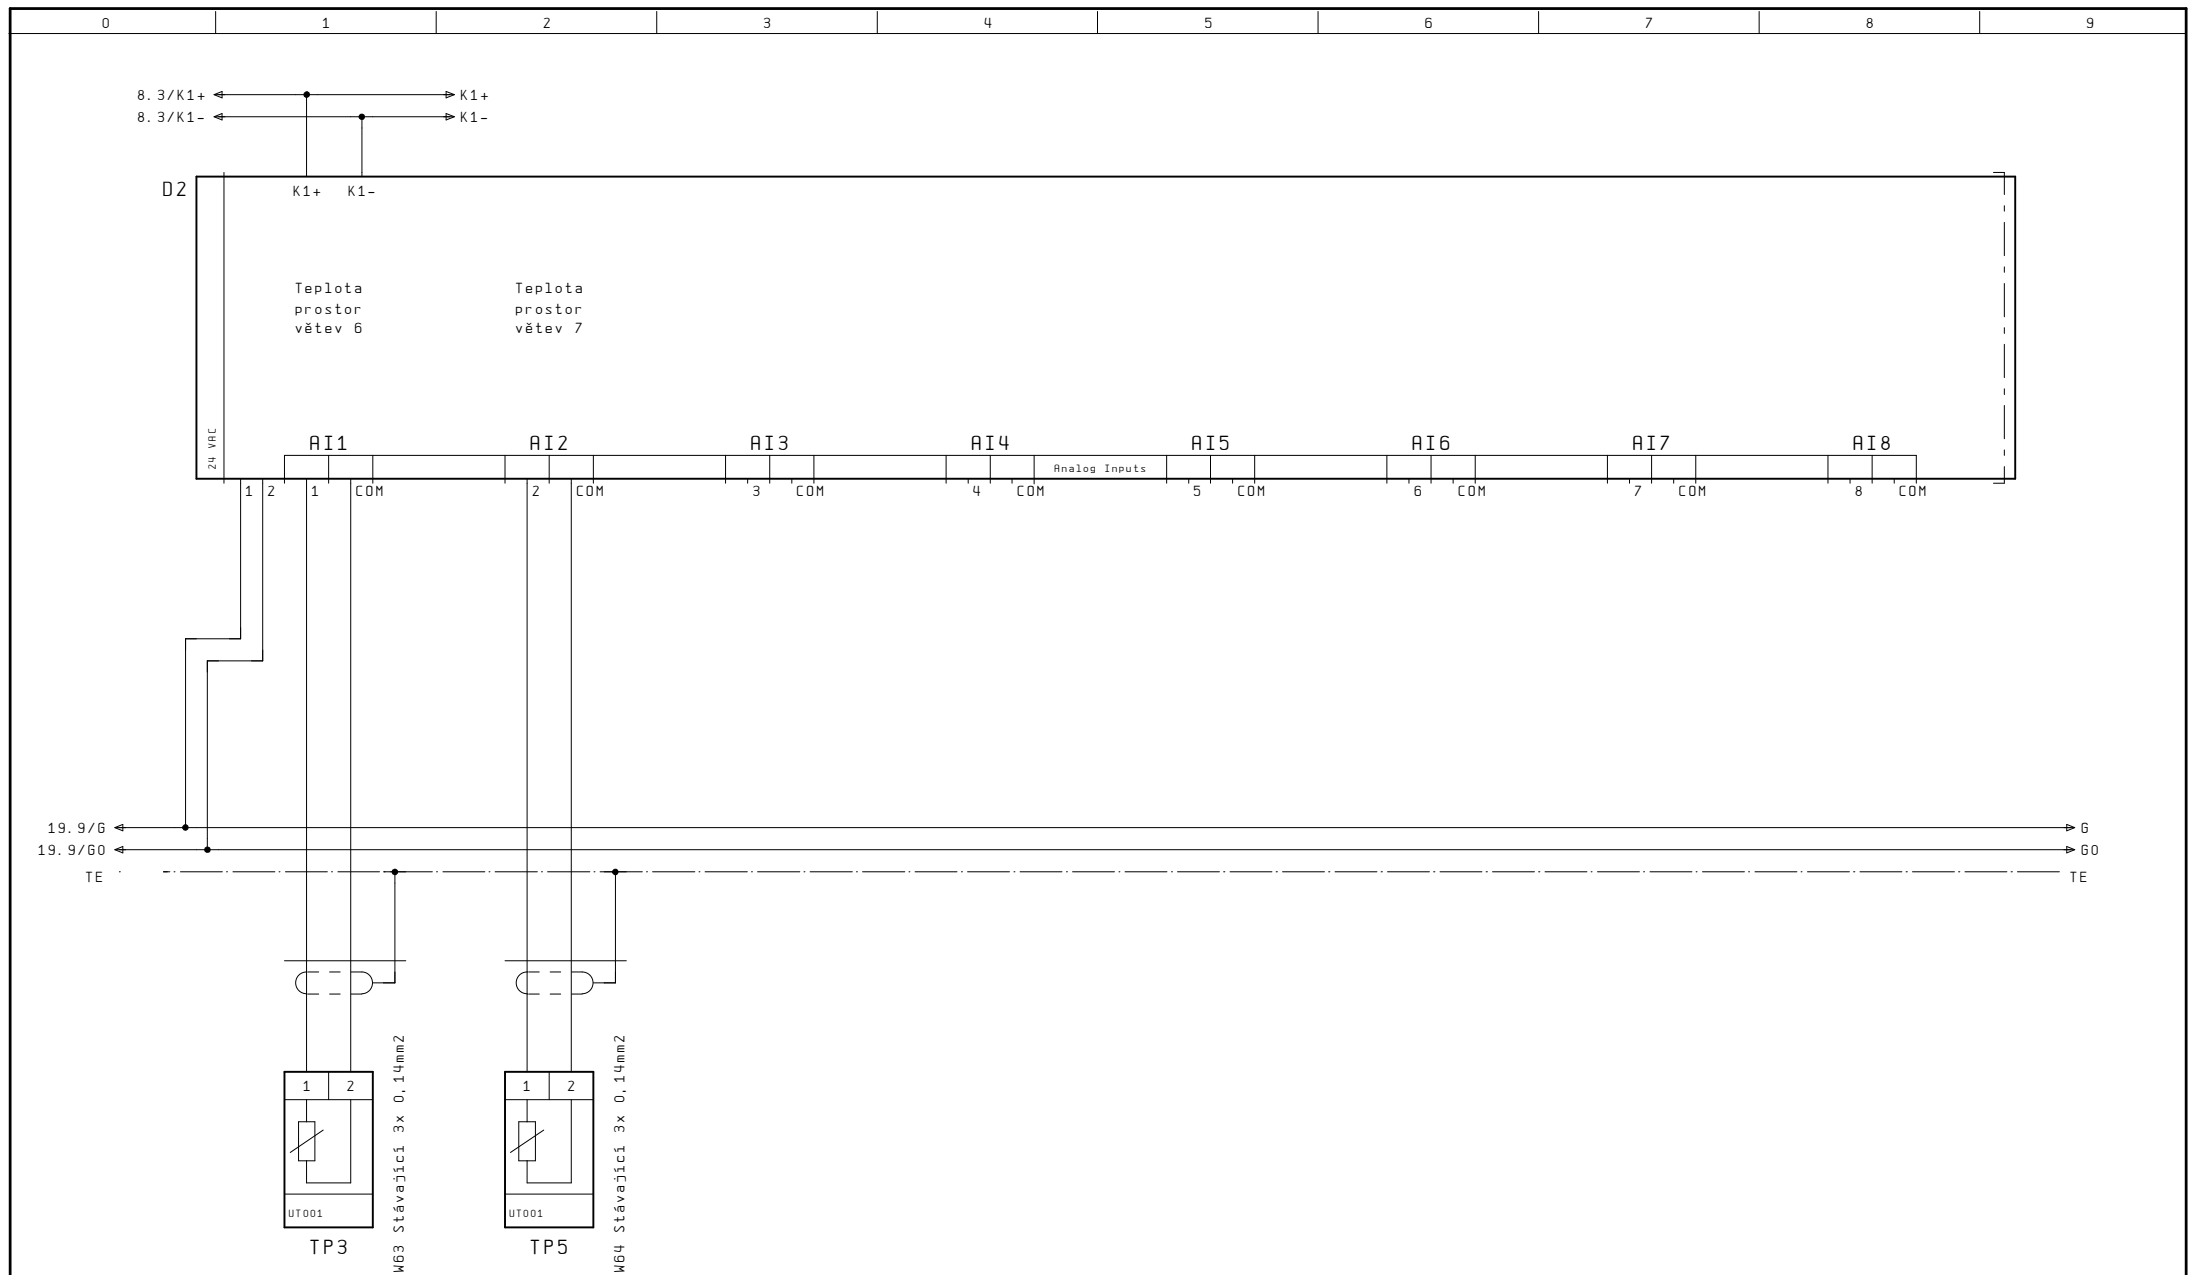 0 1 2 3 4 5 6 7 8 9
8.3/K1+ K1+
8.3/K1- K1-
D2
K1+ K1-
Teplota
prostor
větev 6
Teplota
prostor
větev 7
24 VAC
AI1 AI2 AI3 AI4 AI5 AI6 AI7 AI8
Analog Inputs
1 2 1 COM 2 COM 3 COM 4 COM 5 COM 6 COM 7 COM 8 COM
19.9/G G
19.9/G0 G0
TE TE
1 2
UT001
TP3
W63 Stávající 3x 0,14mm2
1 2
UT001
TP5
W64 Stávající 3x 0,14mm2